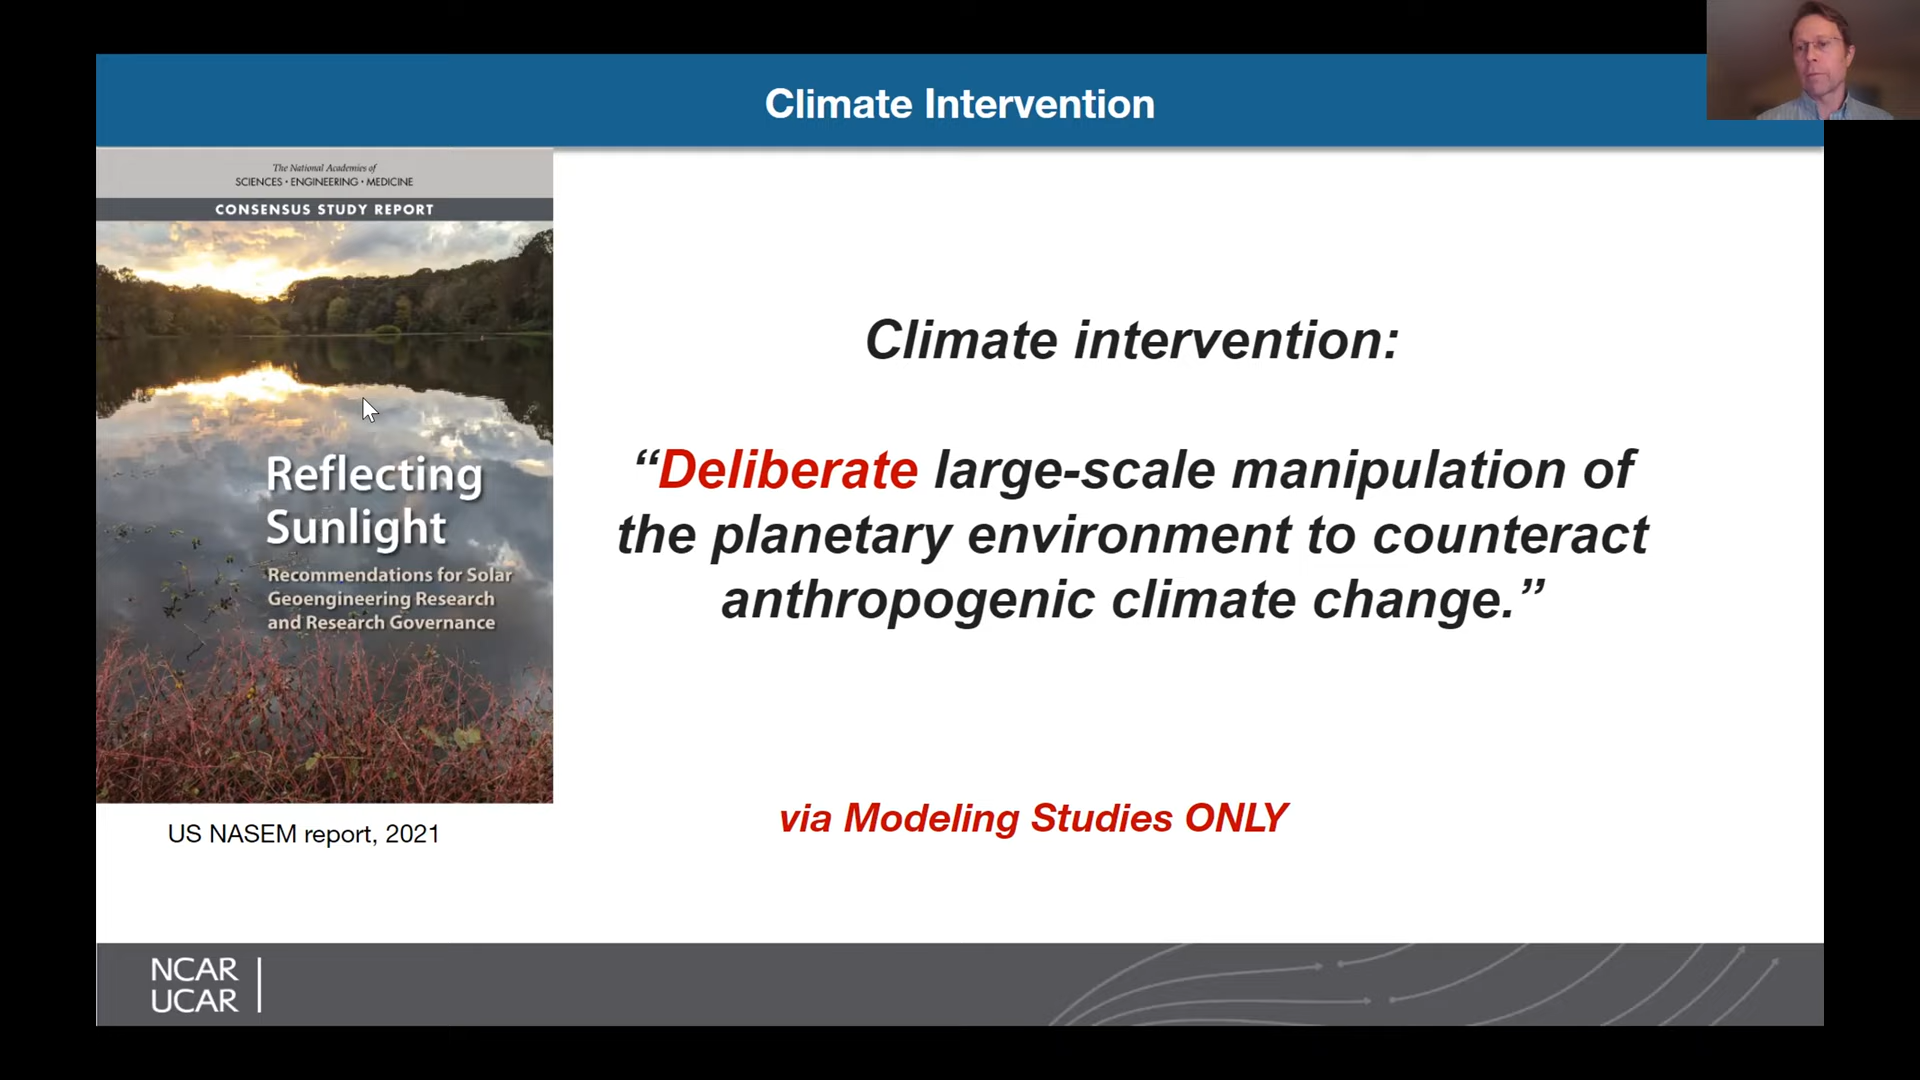 Climate Intervention
The National Academies of
SCIENCES • ENGINEERING • MEDICINE
CONSENSUS STUDY REPORT
Reflecting
Sunlight
Recommendations for Solar
Geoengineering Research
and Research Governance
US NASEM report, 2021
Climate intervention:
“Deliberate large-scale manipulation of
the planetary environment to counteract
anthropogenic climate change.”
via Modeling Studies ONLY
NCAR
UCAR